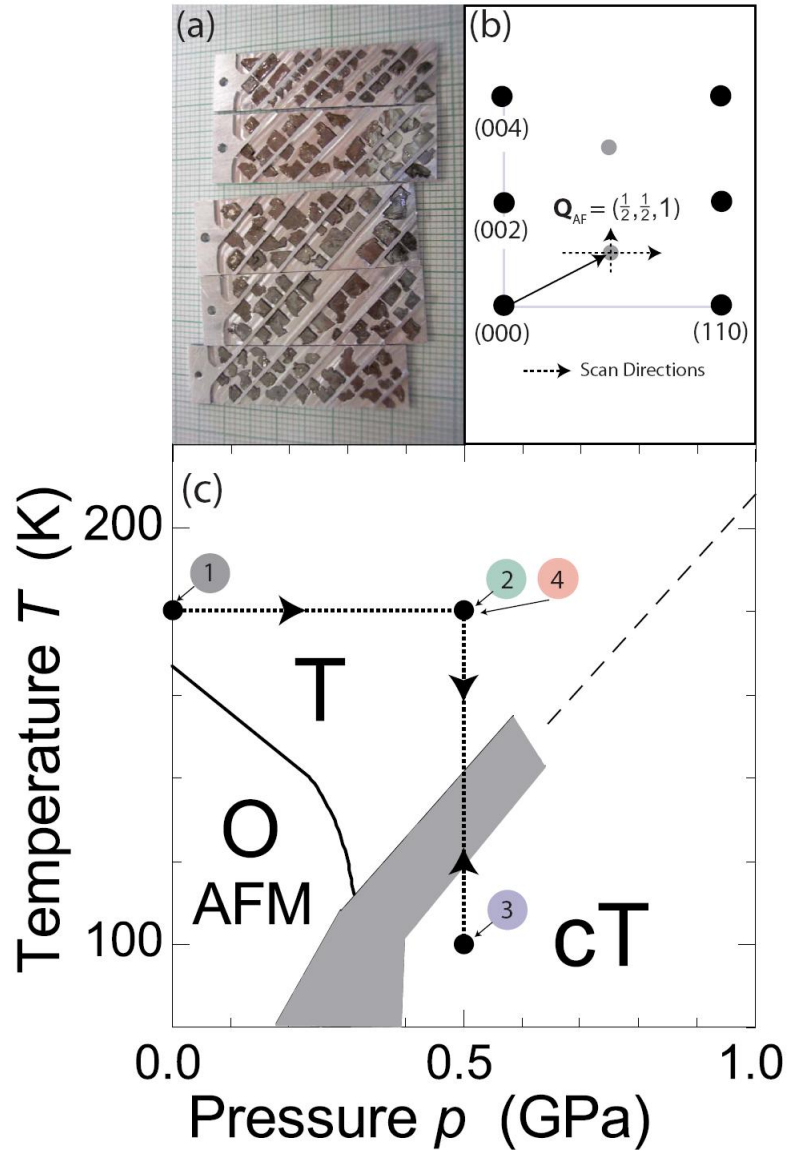 (a)
(b)
(004)
(002)
Q_AF = (1/2, 1/2, 1)
(000)
(110)
Scan Directions
(c)
Temperature T (K)
200
100
1
2
4
T
O
AFM
3
cT
0.0
0.5
1.0
Pressure p (GPa)